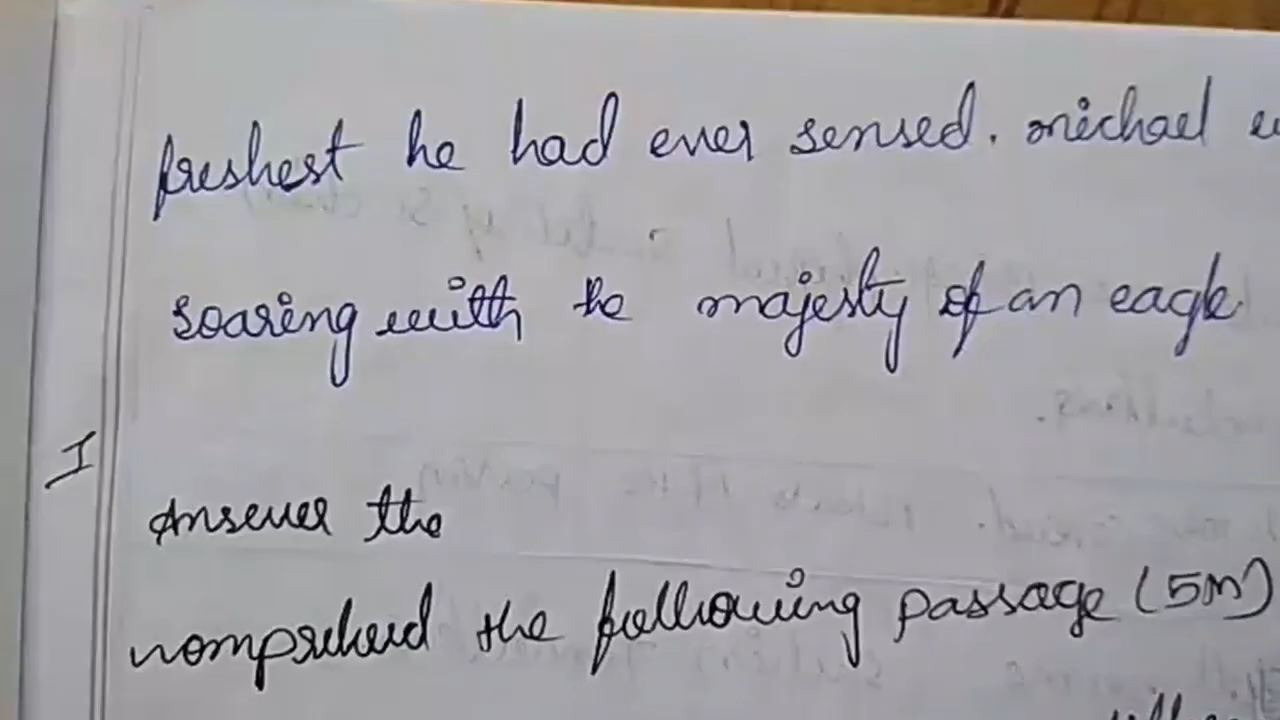 freshest he had ever sensed. michael
soaring with the majesty of an eagle
I
Answer the
comprehend the following passage (5m)